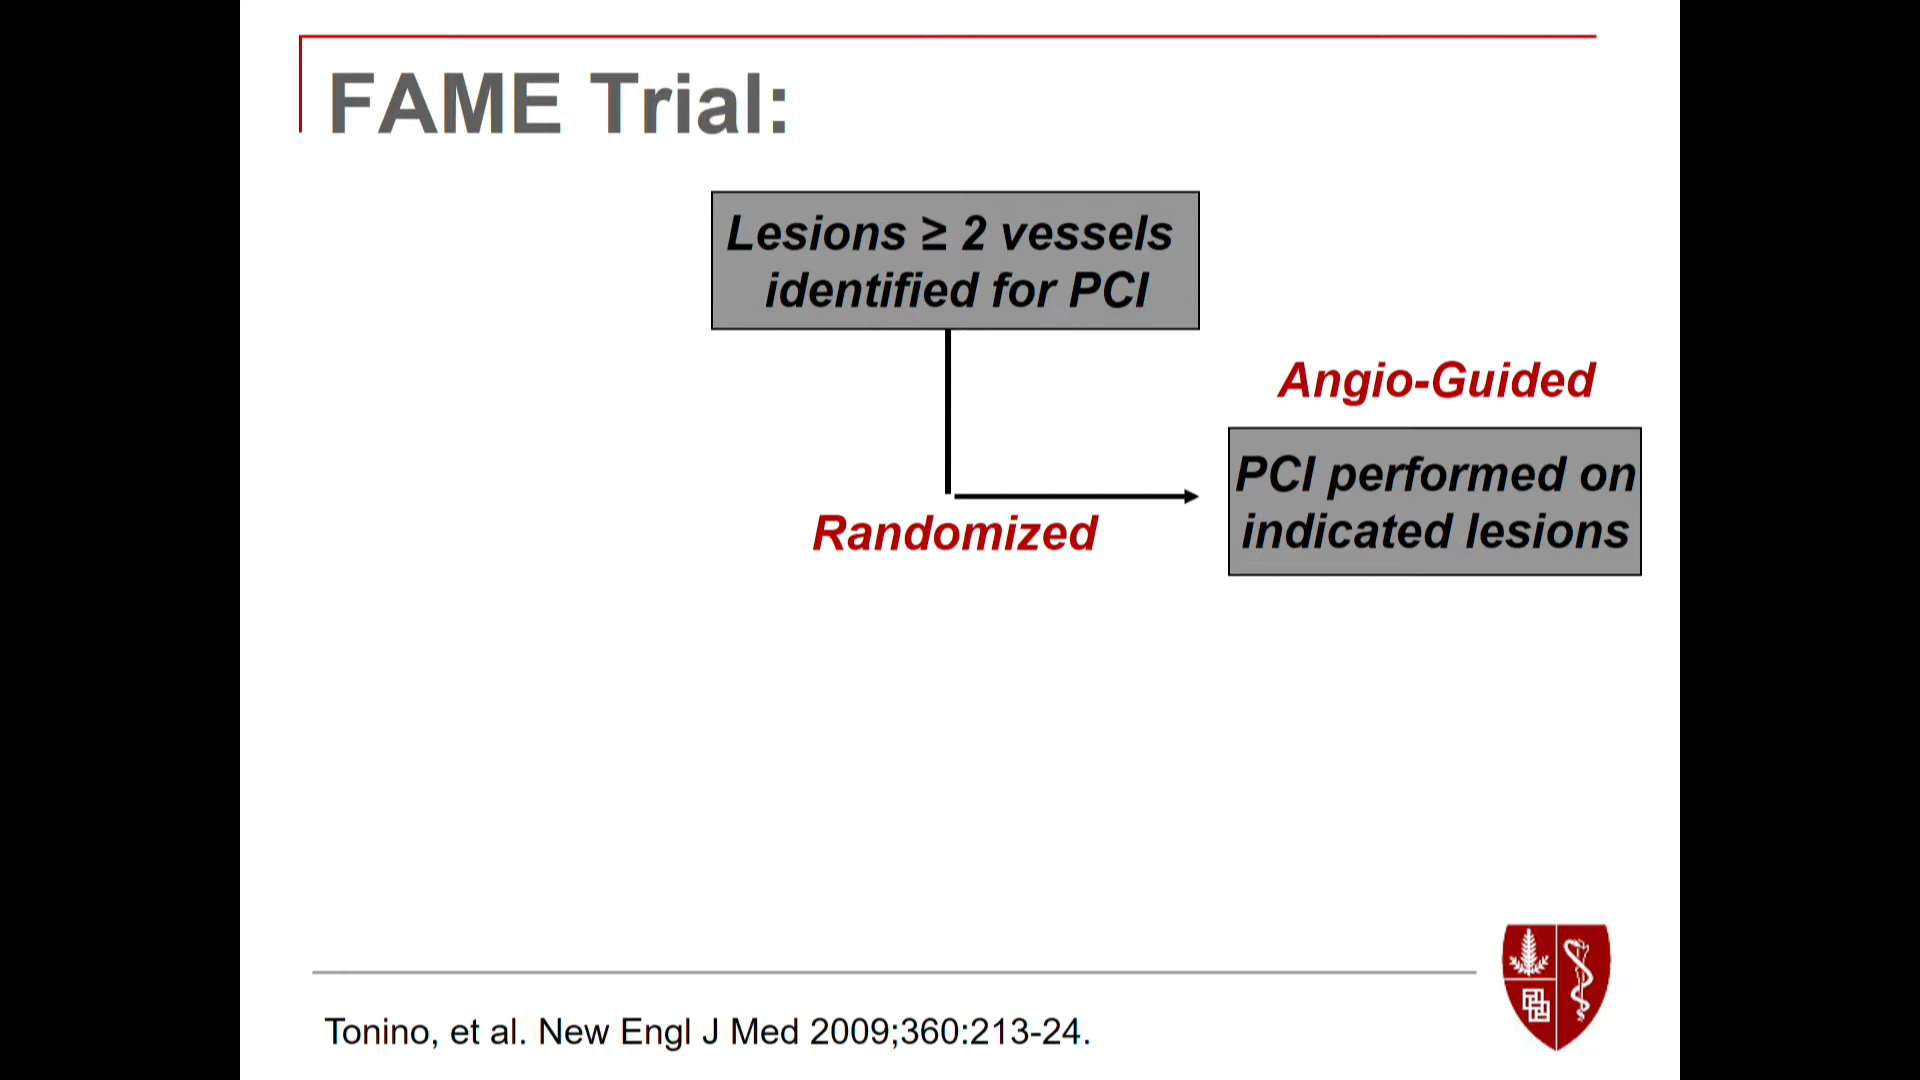 FAME Trial:
Lesions ≥ 2 vessels
identified for PCI
Angio-Guided
PCI performed on
indicated lesions
Randomized
Tonino, et al. New Engl J Med 2009;360:213-24.